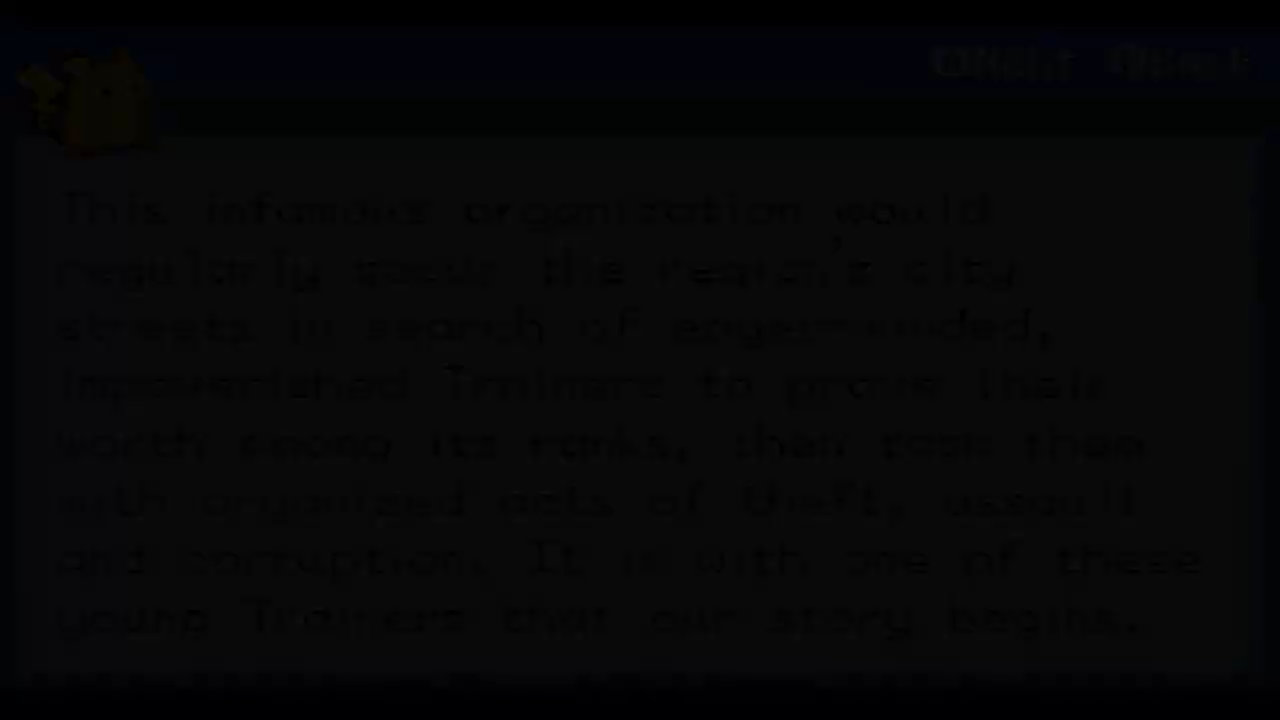 This infamous organization would
regularly the region's city
streets in search of
impoverished Trainers to prove their
worth among its ranks, then task them
with organized acts of theft, assault
and corruption. It is with one of these
young Trainers that our story begins.